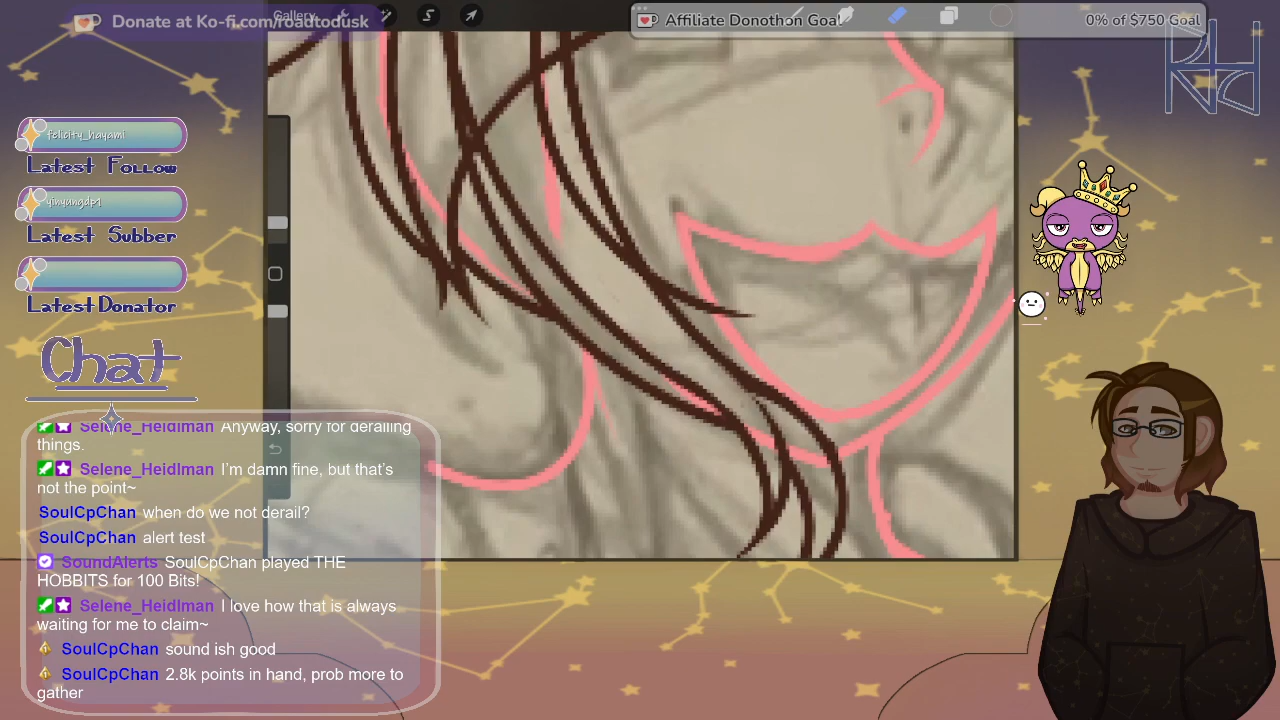 Donate at Ko-fi.com/roadtodusk
Gallery
Affiliate Donothon Goal
0% of $750 Goal
felicity_hayami
Latest Follow
yinyangdp1
Latest Subber
Latest Donator
Chat
Selene_Heidlman Anyway, sorry for derailing
things.
Selene_Heidlman I'm damn fine, but that's
not the point~
SoulCpChan when do we not derail?
SoulCpChan alert test
SoundAlerts SoulCpChan played THE
HOBBITS for 100 Bits!
Selene_Heidlman I love how that is always
waiting for me to claim~
SoulCpChan sound ish good
SoulCpChan 2.8k points in hand, prob more to
gather